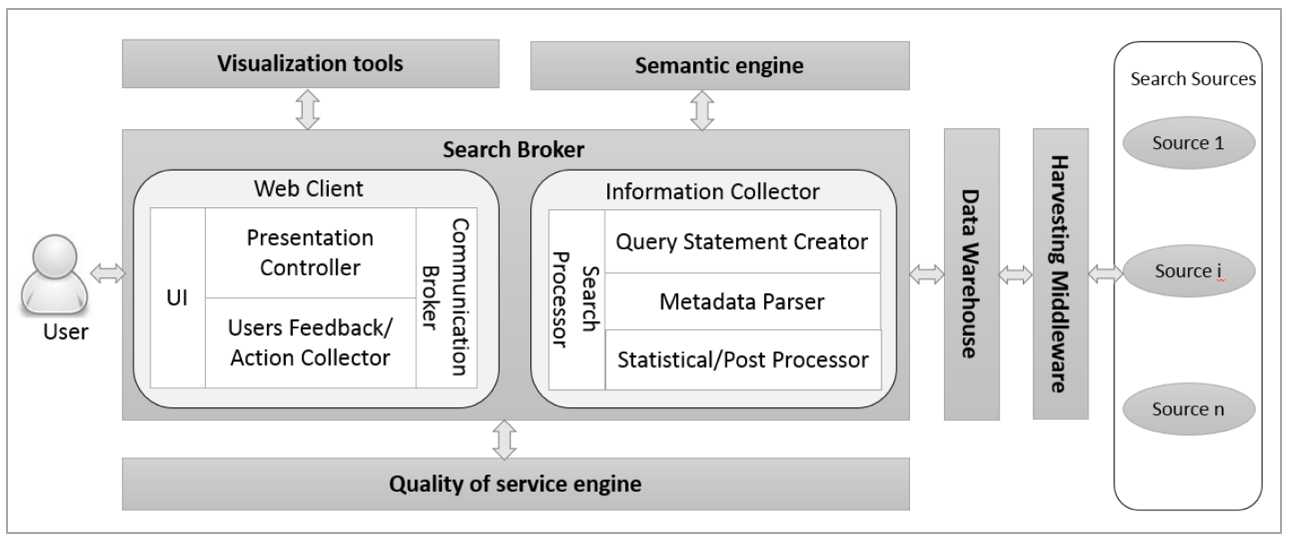 Visualization tools
Semantic engine
Search Sources
Search Broker
Source 1
Web Client
Information Collector
User
UI
Presentation
Controller
Users Feedback/
Action Collector
Communication
Broker
Search
Processor
Query Statement Creator
Metadata Parser
Statistical/Post Processor
Data Warehouse
Harvesting Middleware
Source i
Source n
Quality of service engine